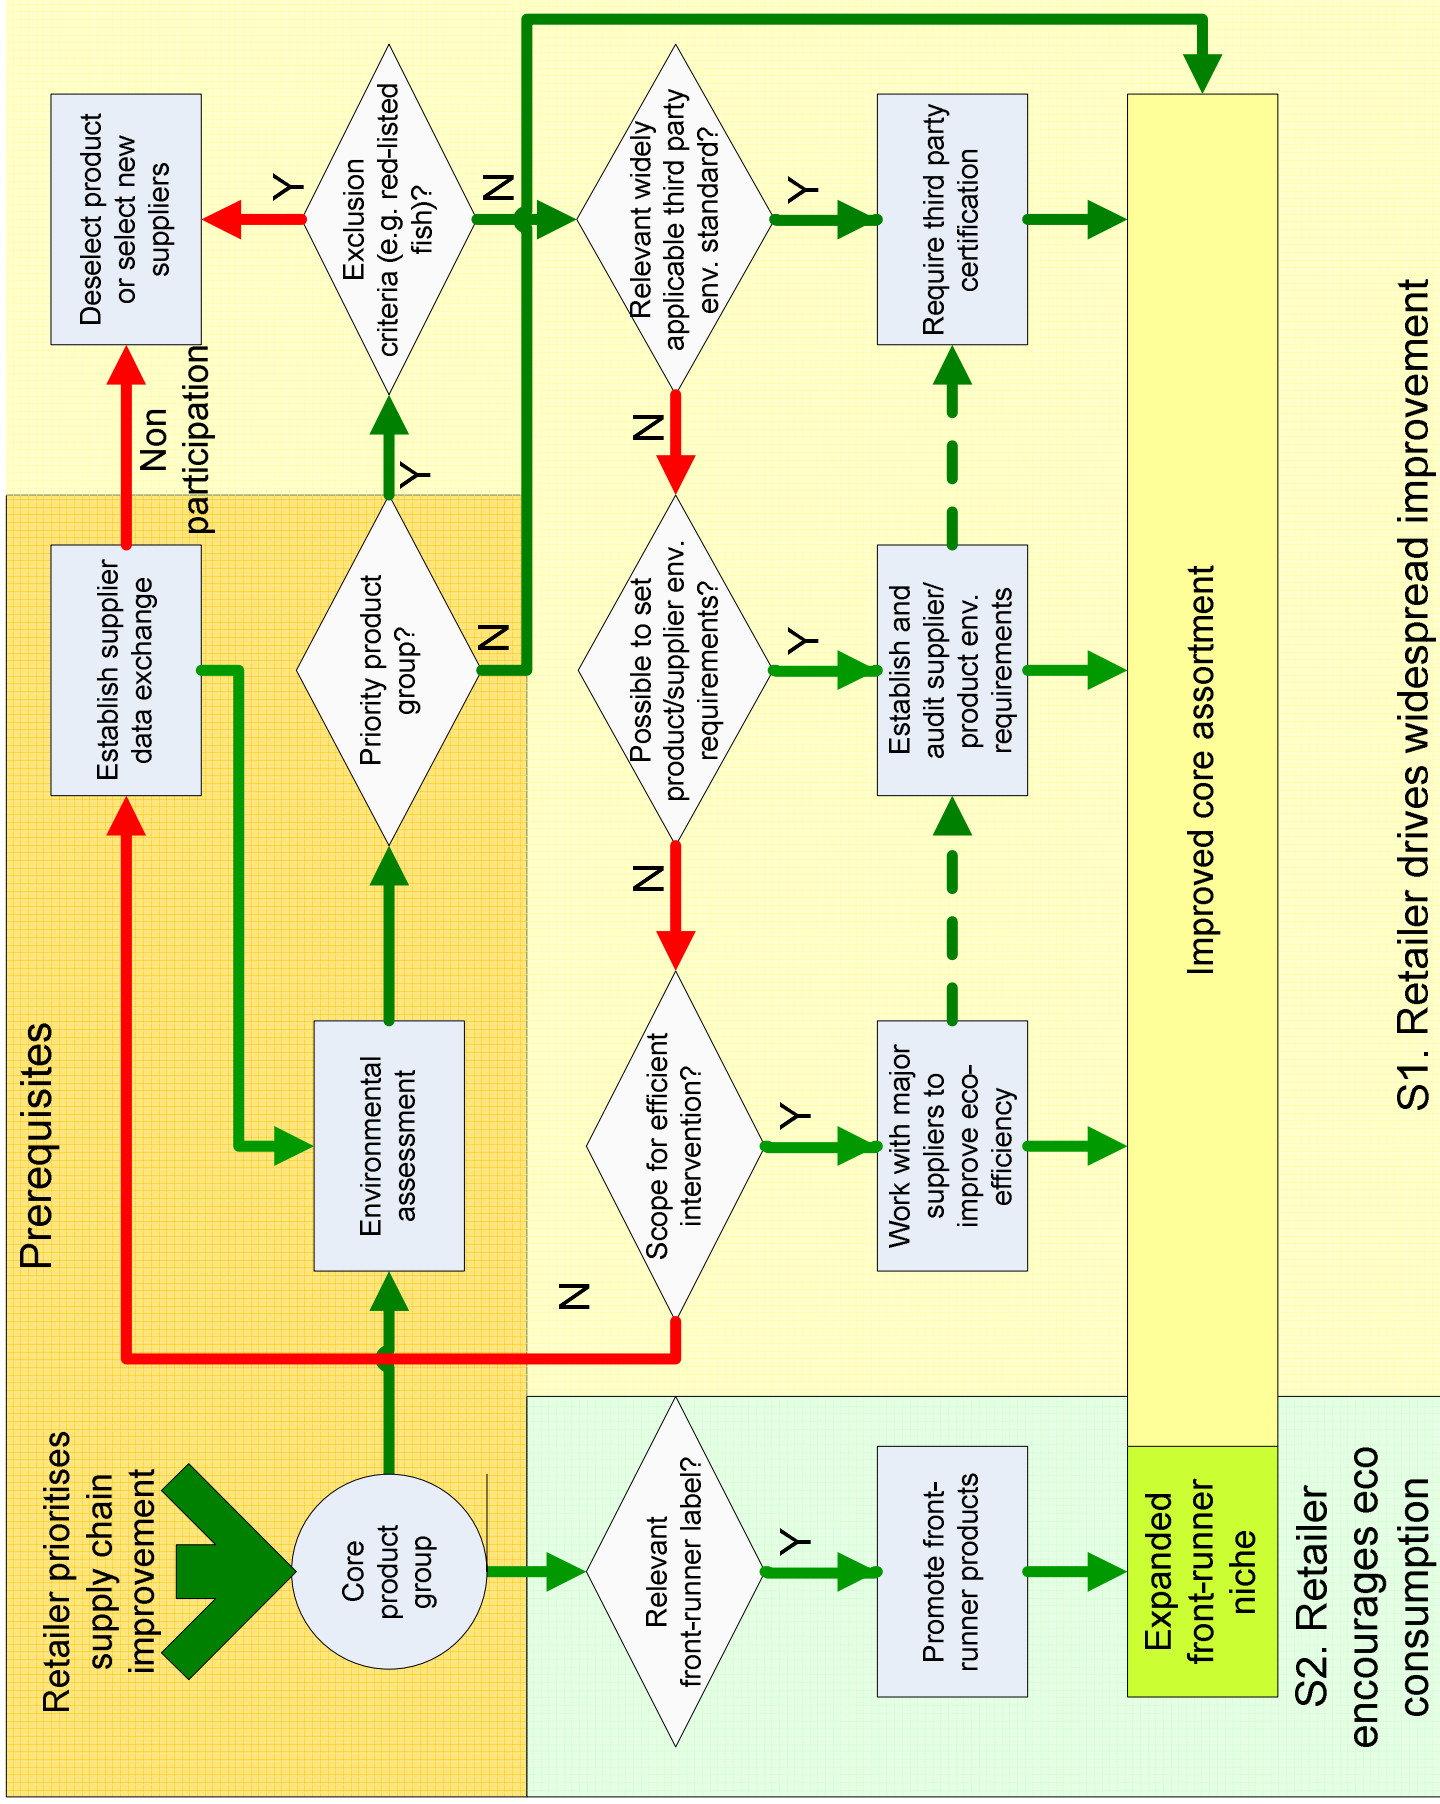 Retailer prioritises
supply chain
improvement
Prerequisites
Establish supplier
data exchange
Non
participation
Deselect product
or select new
suppliers
Core
product
group
Environmental
assessment
Priority product
group?
Y
N
Exclusion
criteria (e.g. red-listed
fish)?
Y
N
Relevant
front-runner label?
Y
Scope for efficient
intervention?
N
Y
Possible to set
product/supplier env.
requirements?
N
Y
Relevant widely
applicable third party
env. standard?
N
Y
Promote front-
runner products
Work with major
suppliers to
improve eco-
efficiency
Establish and
audit supplier/
product env.
requirements
Require third party
certification
Expanded
front-runner
niche
Improved core assortment
S2. Retailer
encourages eco
consumption
S1. Retailer drives widespread improvement